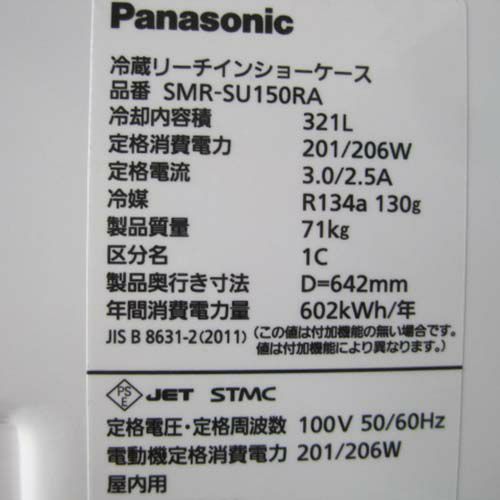 Panasonic
冷蔵リーチインショーケース
品番 SMR-SU150RA
冷却内容積 321L
定格消費電力 201/206W
定格電流 3.0/2.5A
冷媒 R134a 130g
製品質量 71kg
区分名 1C
製品奥行き寸法 D=642mm
年間消費電力量 602kWh/年
JIS B 8631-2(2011) (この値は付加機能の無い場合です。
値は付加機能により異なります。)
PS E JET STMC
定格電圧・定格周波数 100V 50/60Hz
電動機定格消費電力 201/206W
屋内用